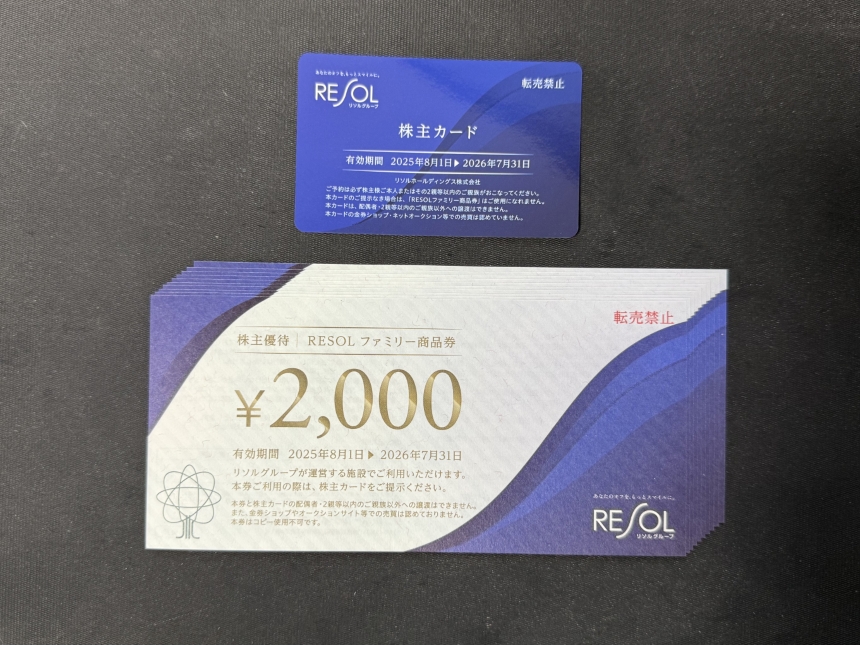 あなたのオフを、もっとスマイルに。
RESOL
リソルグループ
転売禁止
株主カード
有効期間 2025年8月1日▶2026年7月31日
リソルホールディングス株式会社
ご予約は必ず株主様ご本人またはその2親等以内のご親族がおこなってください。
本カードのご提示なき場合は、「RESOLファミリー商品券」はご使用になれません。
本カードは、配偶者・2親等以内のご親族以外への譲渡はできません。
本カードの金券ショップ・ネットオークション等での売買は認めていません。
転売禁止
株主優待 | RESOL ファミリー商品券
¥2,000
有効期間 2025年8月1日▶2026年7月31日
リソルグループが運営する施設でご利用いただけます。
本券ご利用の際は、株主カードをご提示ください。
本券と株主カードの配偶者・2親等以内のご親族以外への譲渡はできません。
また、金券ショップやオークションサイト等での売買は認めておりません。
本券はコピー使用不可です。
あなたのオフを、もっとスマイルに。
RESOL
リソルグループ